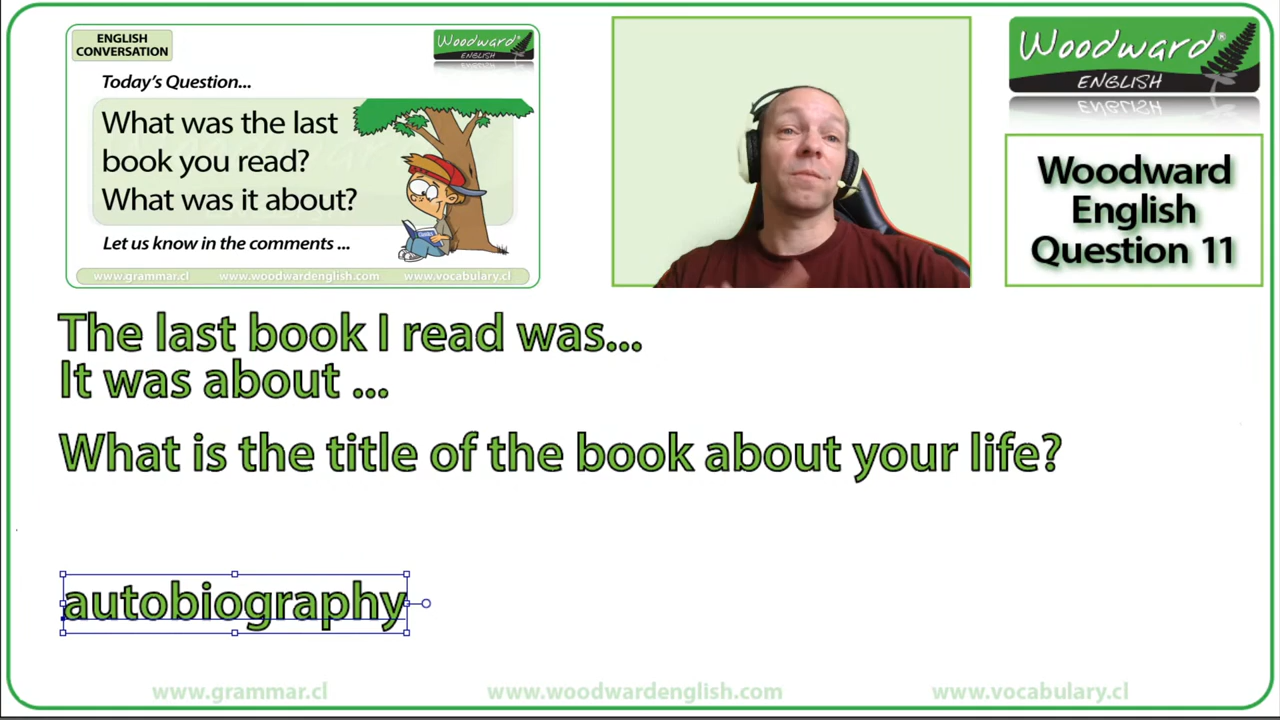 ENGLISH
CONVERSATION
Woodward®
ENGLISH
Today's Question...
What was the last
book you read?
What was it about?
Let us know in the comments ...
www.grammar.cl www.woodwardenglish.com www.vocabulary.cl
Woodward®
ENGLISH
Woodward
English
Question 11
The last book I read was...
It was about ...
What is the title of the book about your life?
autobiography
www.grammar.cl www.woodwardenglish.com www.vocabulary.cl